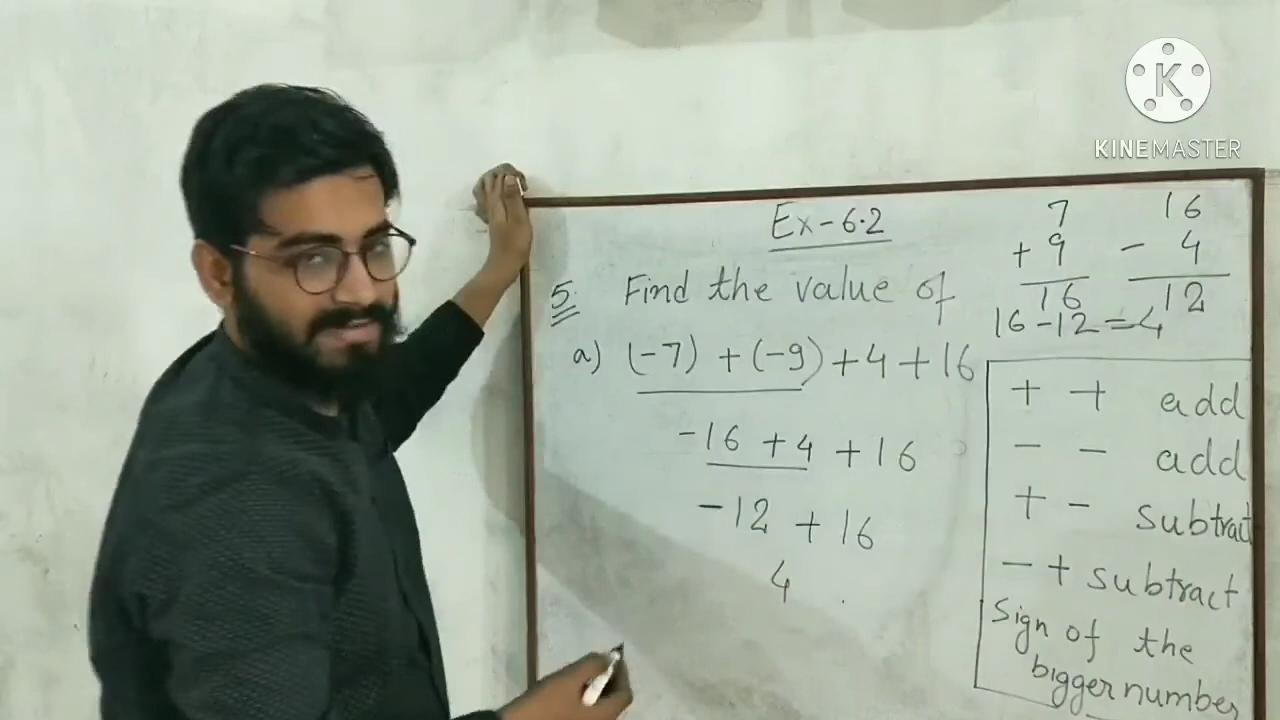 K
KINEMASTER
Ex-6.2
7
+ 9
16
16
- 4
12
16-12=4
5. Find the value of
a) (-7) + (-9) + 4 + 16
-16 + 4 + 16
-12 + 16
4
+ + add
- - add
+ - subtract
- + subtract
Sign of the
bigger number